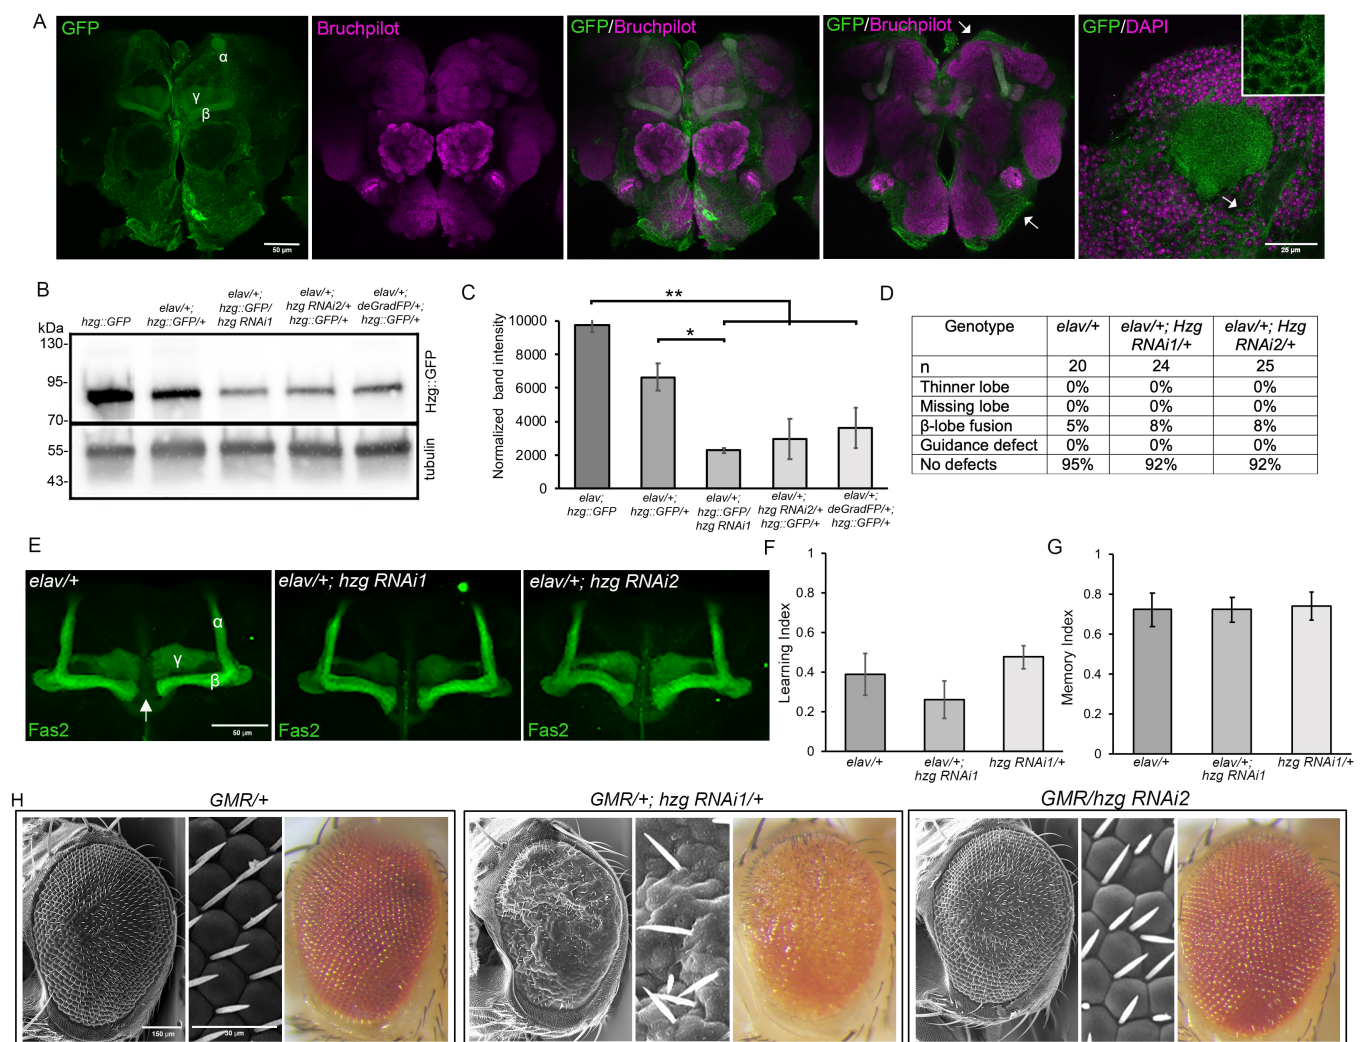 A
GFP
α
γ
β
50 μm
Bruchpilot
GFP/Bruchpilot
GFP/Bruchpilot
GFP/DAPI
25 μm
B
hzg::GFP
elav/+;
hzg::GFP/+
elav/+;
hzg::GFP/
hzg RNAi1
elav/+;
hzg RNAi2/+
hzg::GFP/+
elav/+;
deGradFP/+;
hzg::GFP/+
kDa
130-
95-
70-
55-
43-
Hzg::GFP
tubulin
C
Normalized band intensity
10000
8000
6000
4000
2000
0
**
*
elav;
hzg::GFP
elav/+;
hzg::GFP/+
elav/+;
hzg::GFP/
hzg RNAi1
elav/+;
hzg RNAi2/+
hzg::GFP/+
elav/+;
deGradFP/+;
hzg::GFP/+
D
Genotype elav/+ elav/+; Hzg RNAi1/+ elav/+; Hzg RNAi2/+
n 20 24 25
Thinner lobe 0% 0% 0%
Missing lobe 0% 0% 0%
β-lobe fusion 5% 8% 8%
Guidance defect 0% 0% 0%
No defects 95% 92% 92%
E
elav/+
α
γ
β
Fas2
50 μm
elav/+; hzg RNAi1
Fas2
elav/+; hzg RNAi2
Fas2
F
Learning Index
1
0.8
0.6
0.4
0.2
0
elav/+
elav/+;
hzg RNAi1
hzg RNAi1/+
G
Memory Index
1
0.8
0.6
0.4
0.2
0
elav/+
elav/+;
hzg RNAi1
hzg RNAi1/+
H
GMR/+
150 μm
30 μm
GMR/+; hzg RNAi1/+
GMR/hzg RNAi2